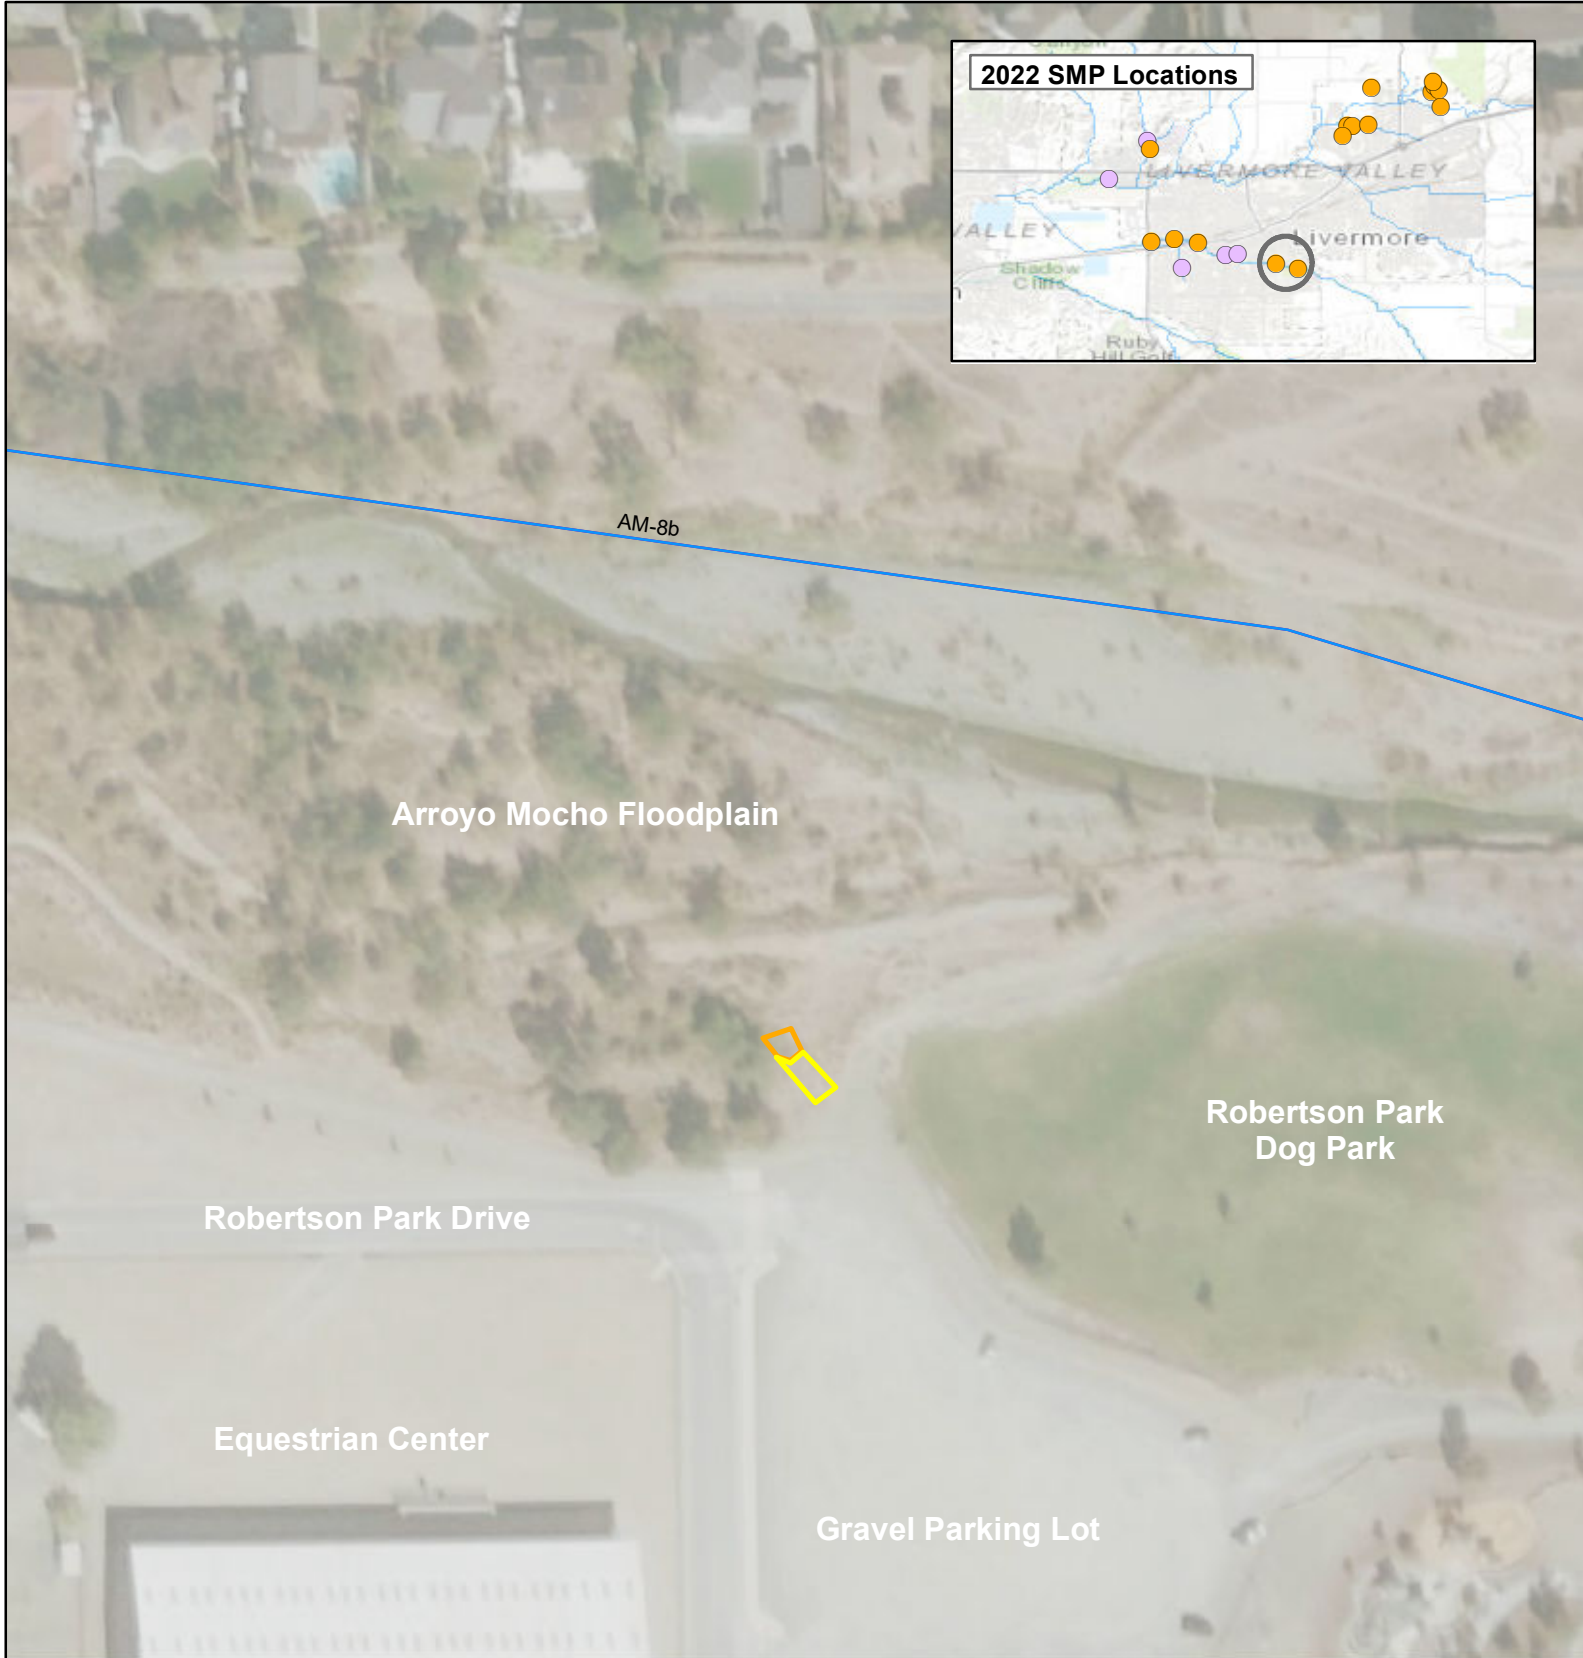 2022 SMP Locations
LIVERMORE VALLEY
VALLEY
Livermore
Shadow
Cliffs
Ruby
Hill Golf
AM-8b
Arroyo Mocho Floodplain
Robertson Park
Dog Park
Robertson Park Drive
Equestrian Center
Gravel Parking Lot